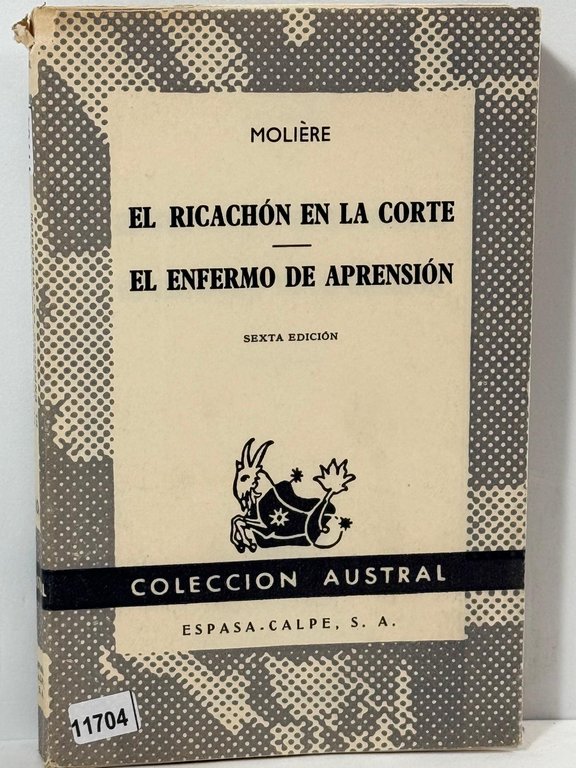 MOLIÈRE
EL RICACHÓN EN LA CORTE
EL ENFERMO DE APRENSIÓN
SEXTA EDICIÓN
COLECCION AUSTRAL
ESPASA-CALPE, S. A.
11704